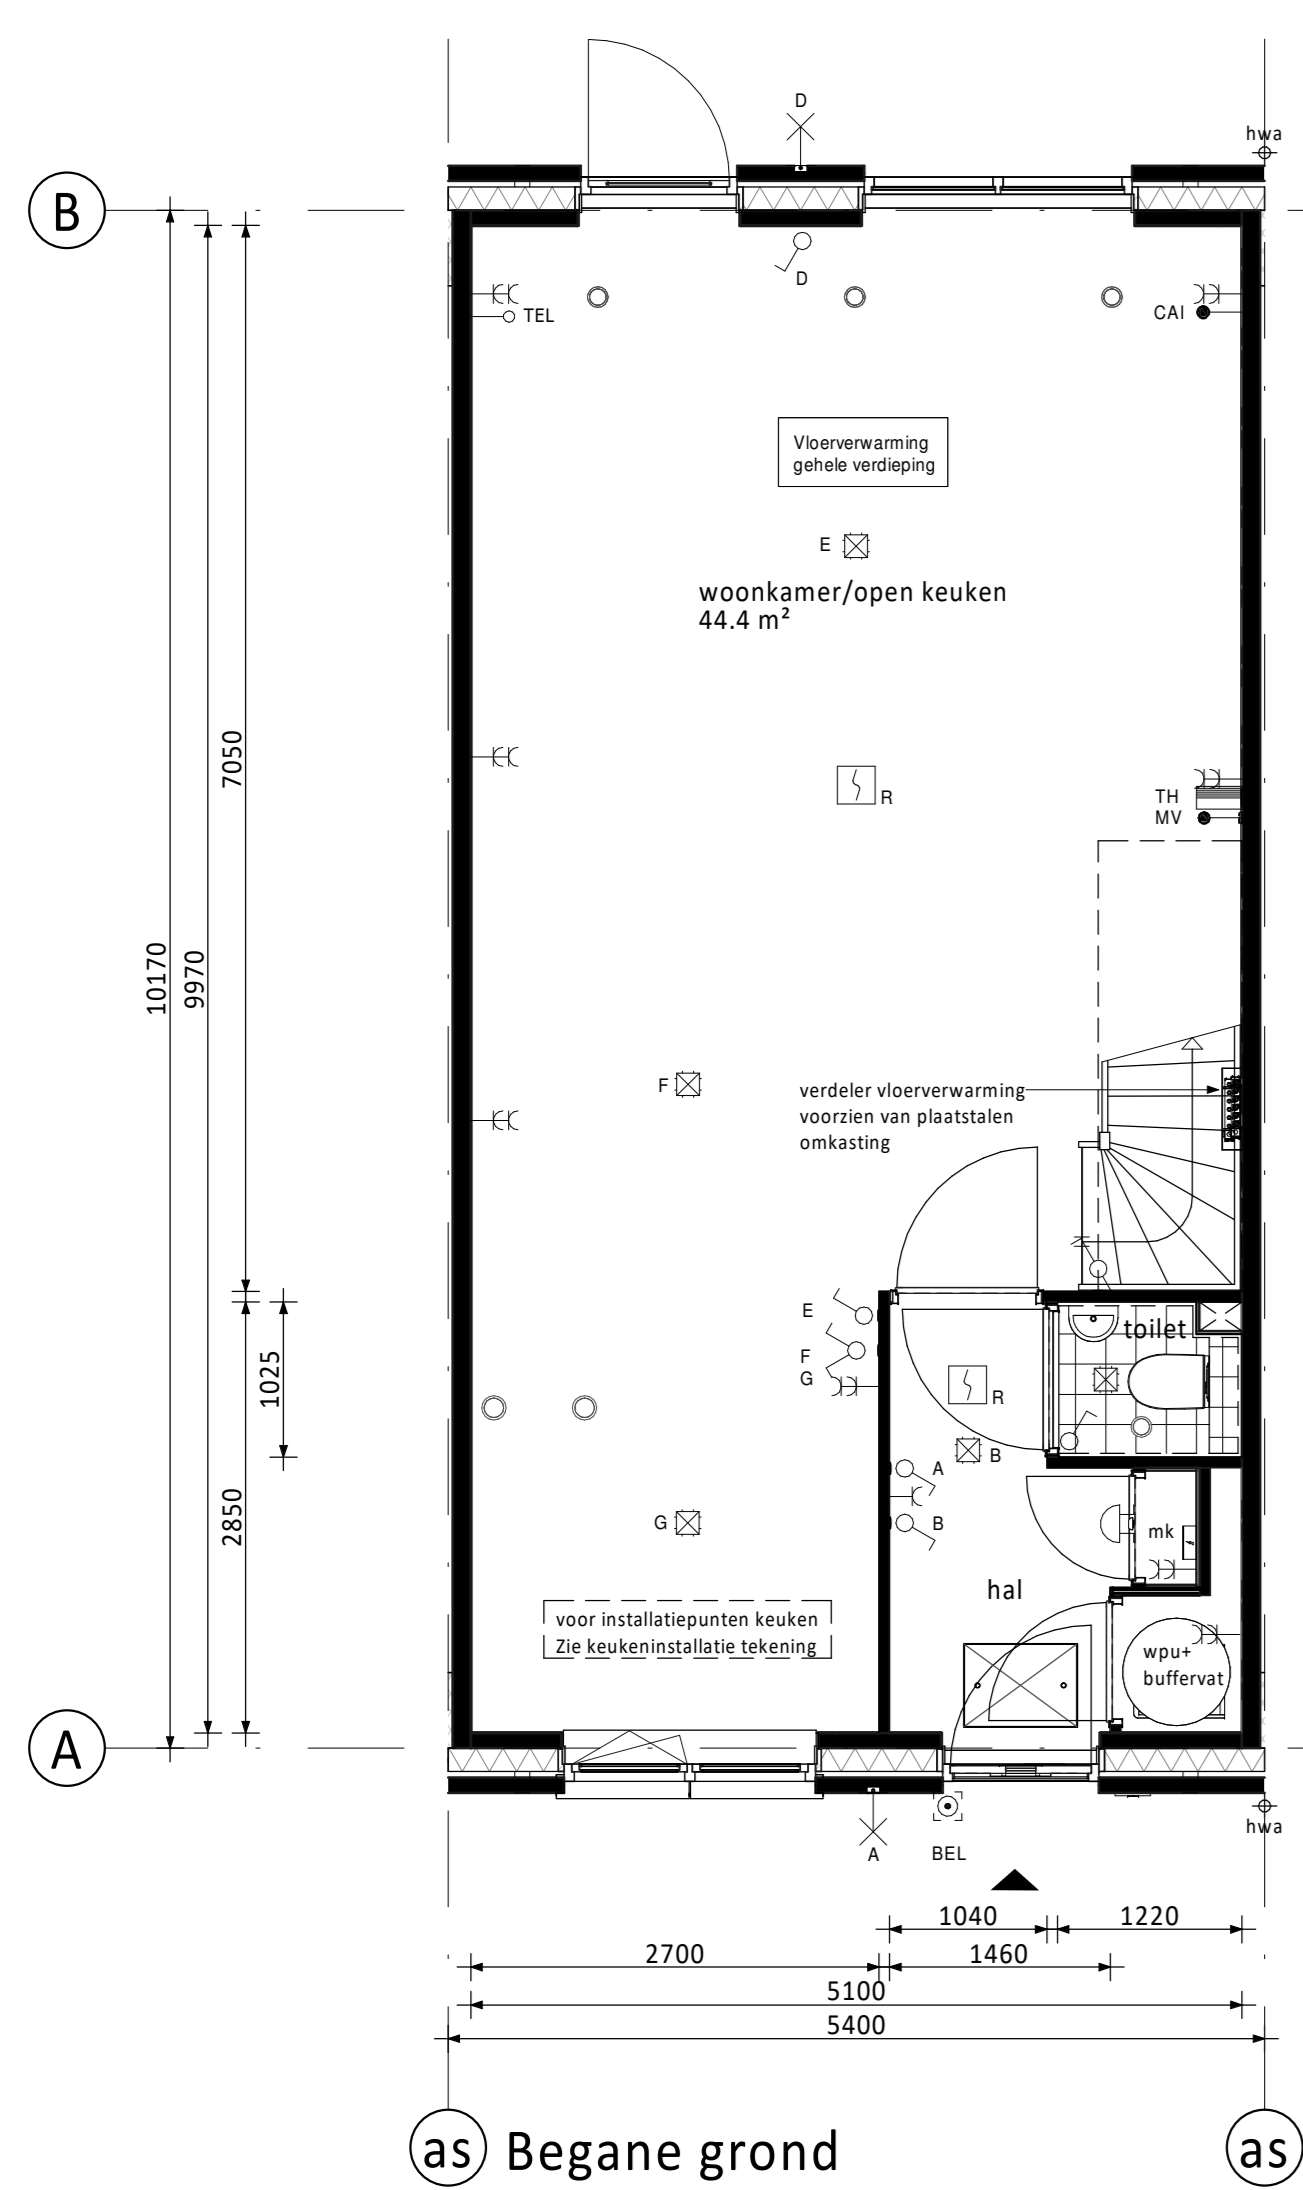 D
hwa
B
D
TEL
CAI
Vloerverwarming
gehele verdieping
E
woonkamer/open keuken
44.4 m²
7050
R
TH
MV
10170
9970
F
verdeler vloerverwarming
voorzien van plaatstalen
omkasting
K
E
toilet
F
G
1025
R
B
A
2850
G
B
mk
hal
voor installatiepunten keuken
Zie keukeninstallatie tekening
wpu+
buffervat
A
hwa
A
BEL
1040
1220
2700
1460
5100
5400
as
Begane grond
as